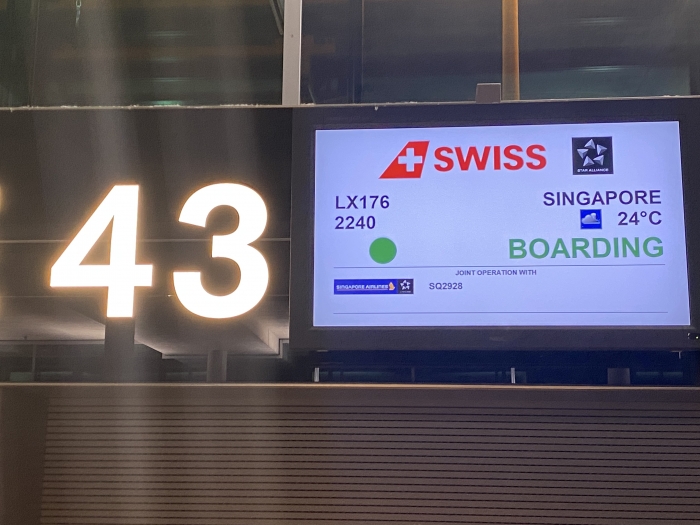 43
SWISS
STAR ALLIANCE
LX176
SINGAPORE
2240
24°C
BOARDING
JOINT OPERATION WITH
SINGAPORE AIRLINES
SQ2928